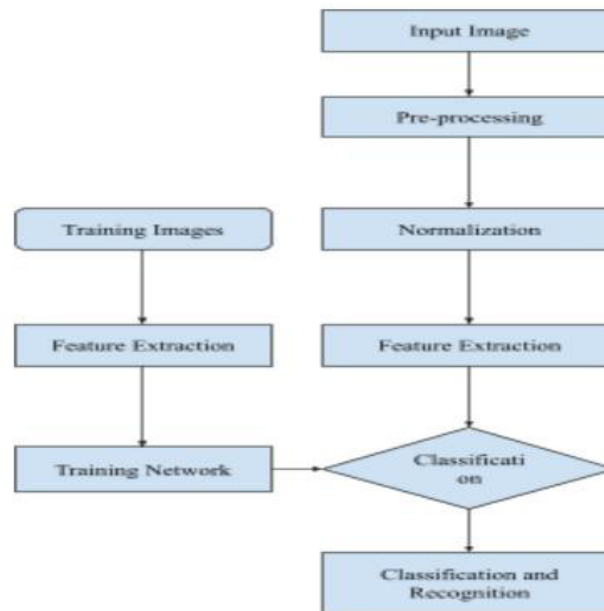 Input Image
Pre-processing
Training Images
Normalization
Feature Extraction
Feature Extraction
Training Network
Classificati
on
Classification and
Recognition